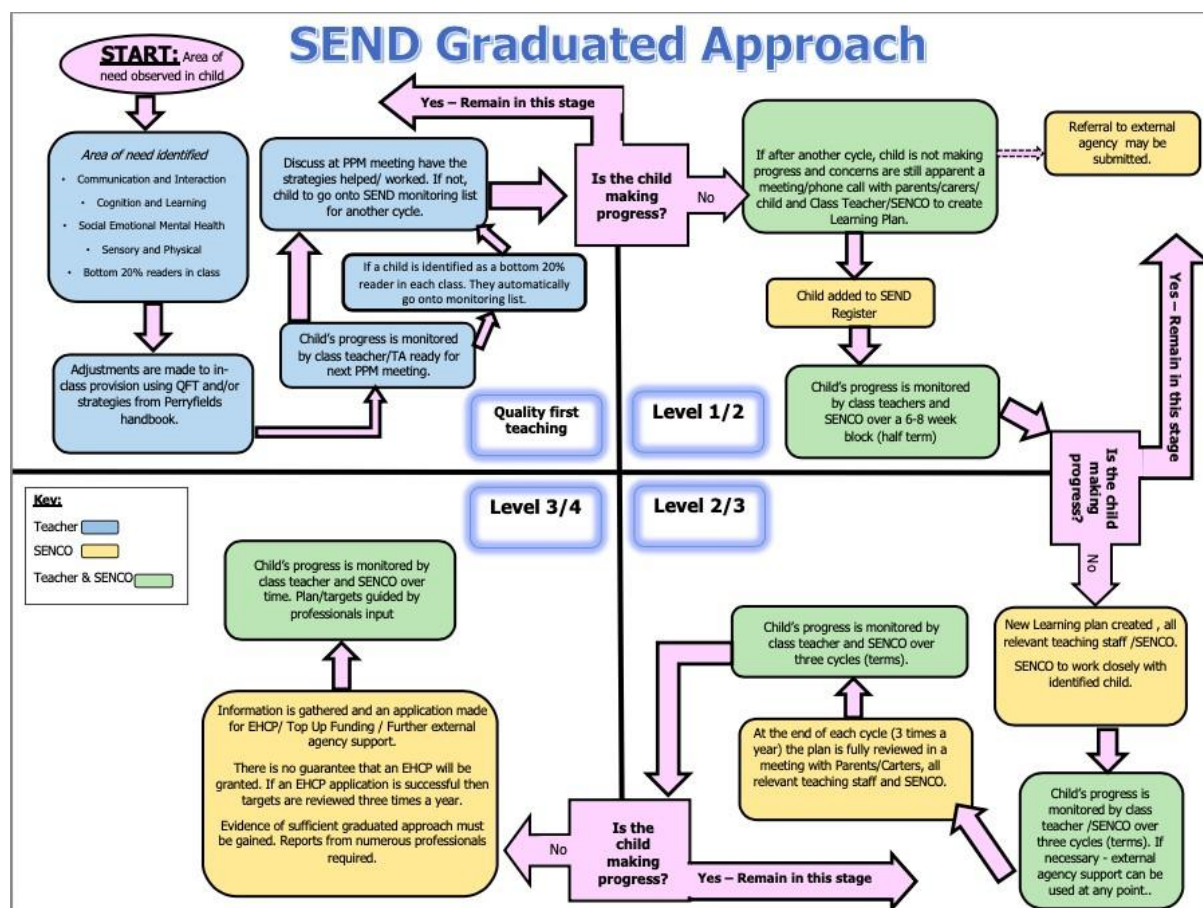 SEND Graduated Approach
START: Area of
need observed in child
Area of need identified
• Communication and Interaction
• Cognition and Learning
• Social Emotional Mental Health
• Sensory and Physical
• Bottom 20% readers in class
Adjustments are made to in-
class provision using QFT and/or
strategies from Perryfields
handbook.
Child's progress is monitored
by class teacher/TA ready for
next PPM meeting.
If a child is identified as a bottom 20%
reader in each class. They automatically
go onto monitoring list.
Discuss at PPM meeting have the
strategies helped/ worked. If not,
child to go onto SEND monitoring list
for another cycle.
Quality first
teaching
Is the child
making
progress?
Yes – Remain in this stage
No
If after another cycle, child is not making
progress and concerns are still apparent a
meeting/phone call with parents/carers/
child and Class Teacher/SENCO to create
Learning Plan.
Referral to external
agency may be
submitted.
Child added to SEND
Register
Child's progress is monitored
by class teachers and
SENCO over a 6-8 week
block (half term)
Level 1/2
Is the child
making
progress?
Yes – Remain in this stage
No
Level 2/3
New Learning plan created , all
relevant teaching staff /SENCO.
SENCO to work closely with
identified child.
Child's progress is
monitored by class
teacher /SENCO over
three cycles (terms). If
necessary - external
agency support can be
used at any point..
At the end of each cycle (3 times a
year) the plan is fully reviewed in a
meeting with Parents/Carters, all
relevant teaching staff and SENCO.
Child's progress is monitored by
class teacher and SENCO over
three cycles (terms).
Is the
child
making
progress?
Yes – Remain in this stage
No
Level 3/4
Information is gathered and an application made
for EHCP/ Top Up Funding / Further external
agency support.
There is no guarantee that an EHCP will be
granted. If an EHCP application is successful then
targets are reviewed three times a year.
Evidence of sufficient graduated approach must
be gained. Reports from numerous professionals
required.
Child's progress is monitored by
class teacher and SENCO over
time. Plan/targets guided by
professionals input
Key:
Teacher
SENCO
Teacher & SENCO